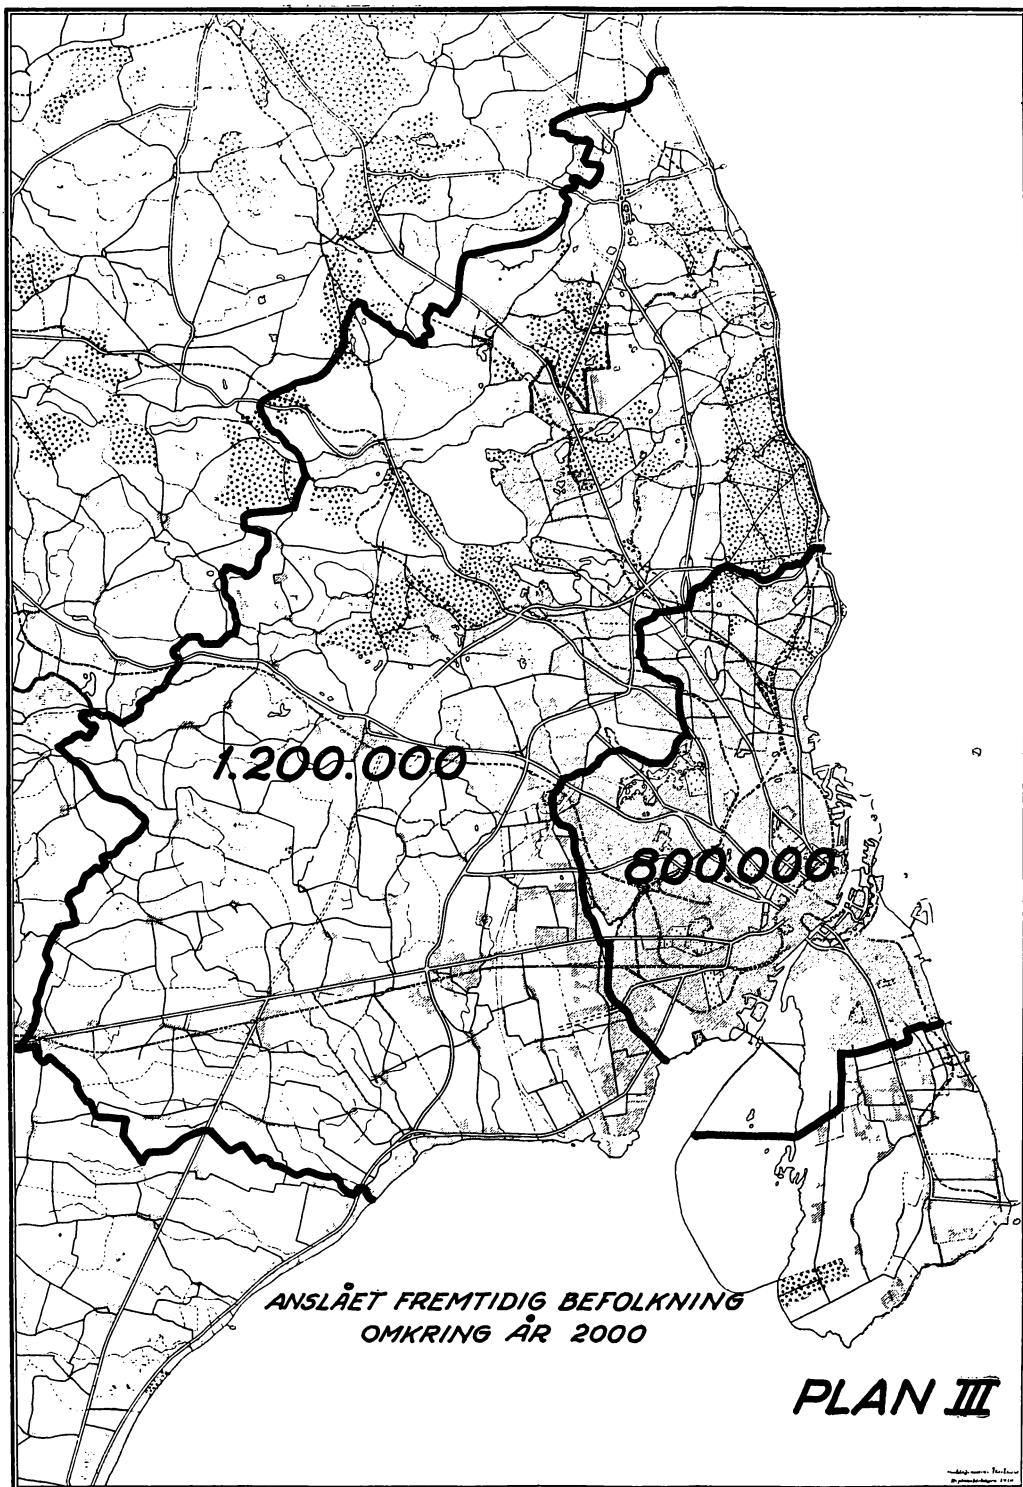 1.200.000
800.000
ANSLÅET FREMTIDIG BEFOLKNING
OMKRING ÅR 2000
PLAN III